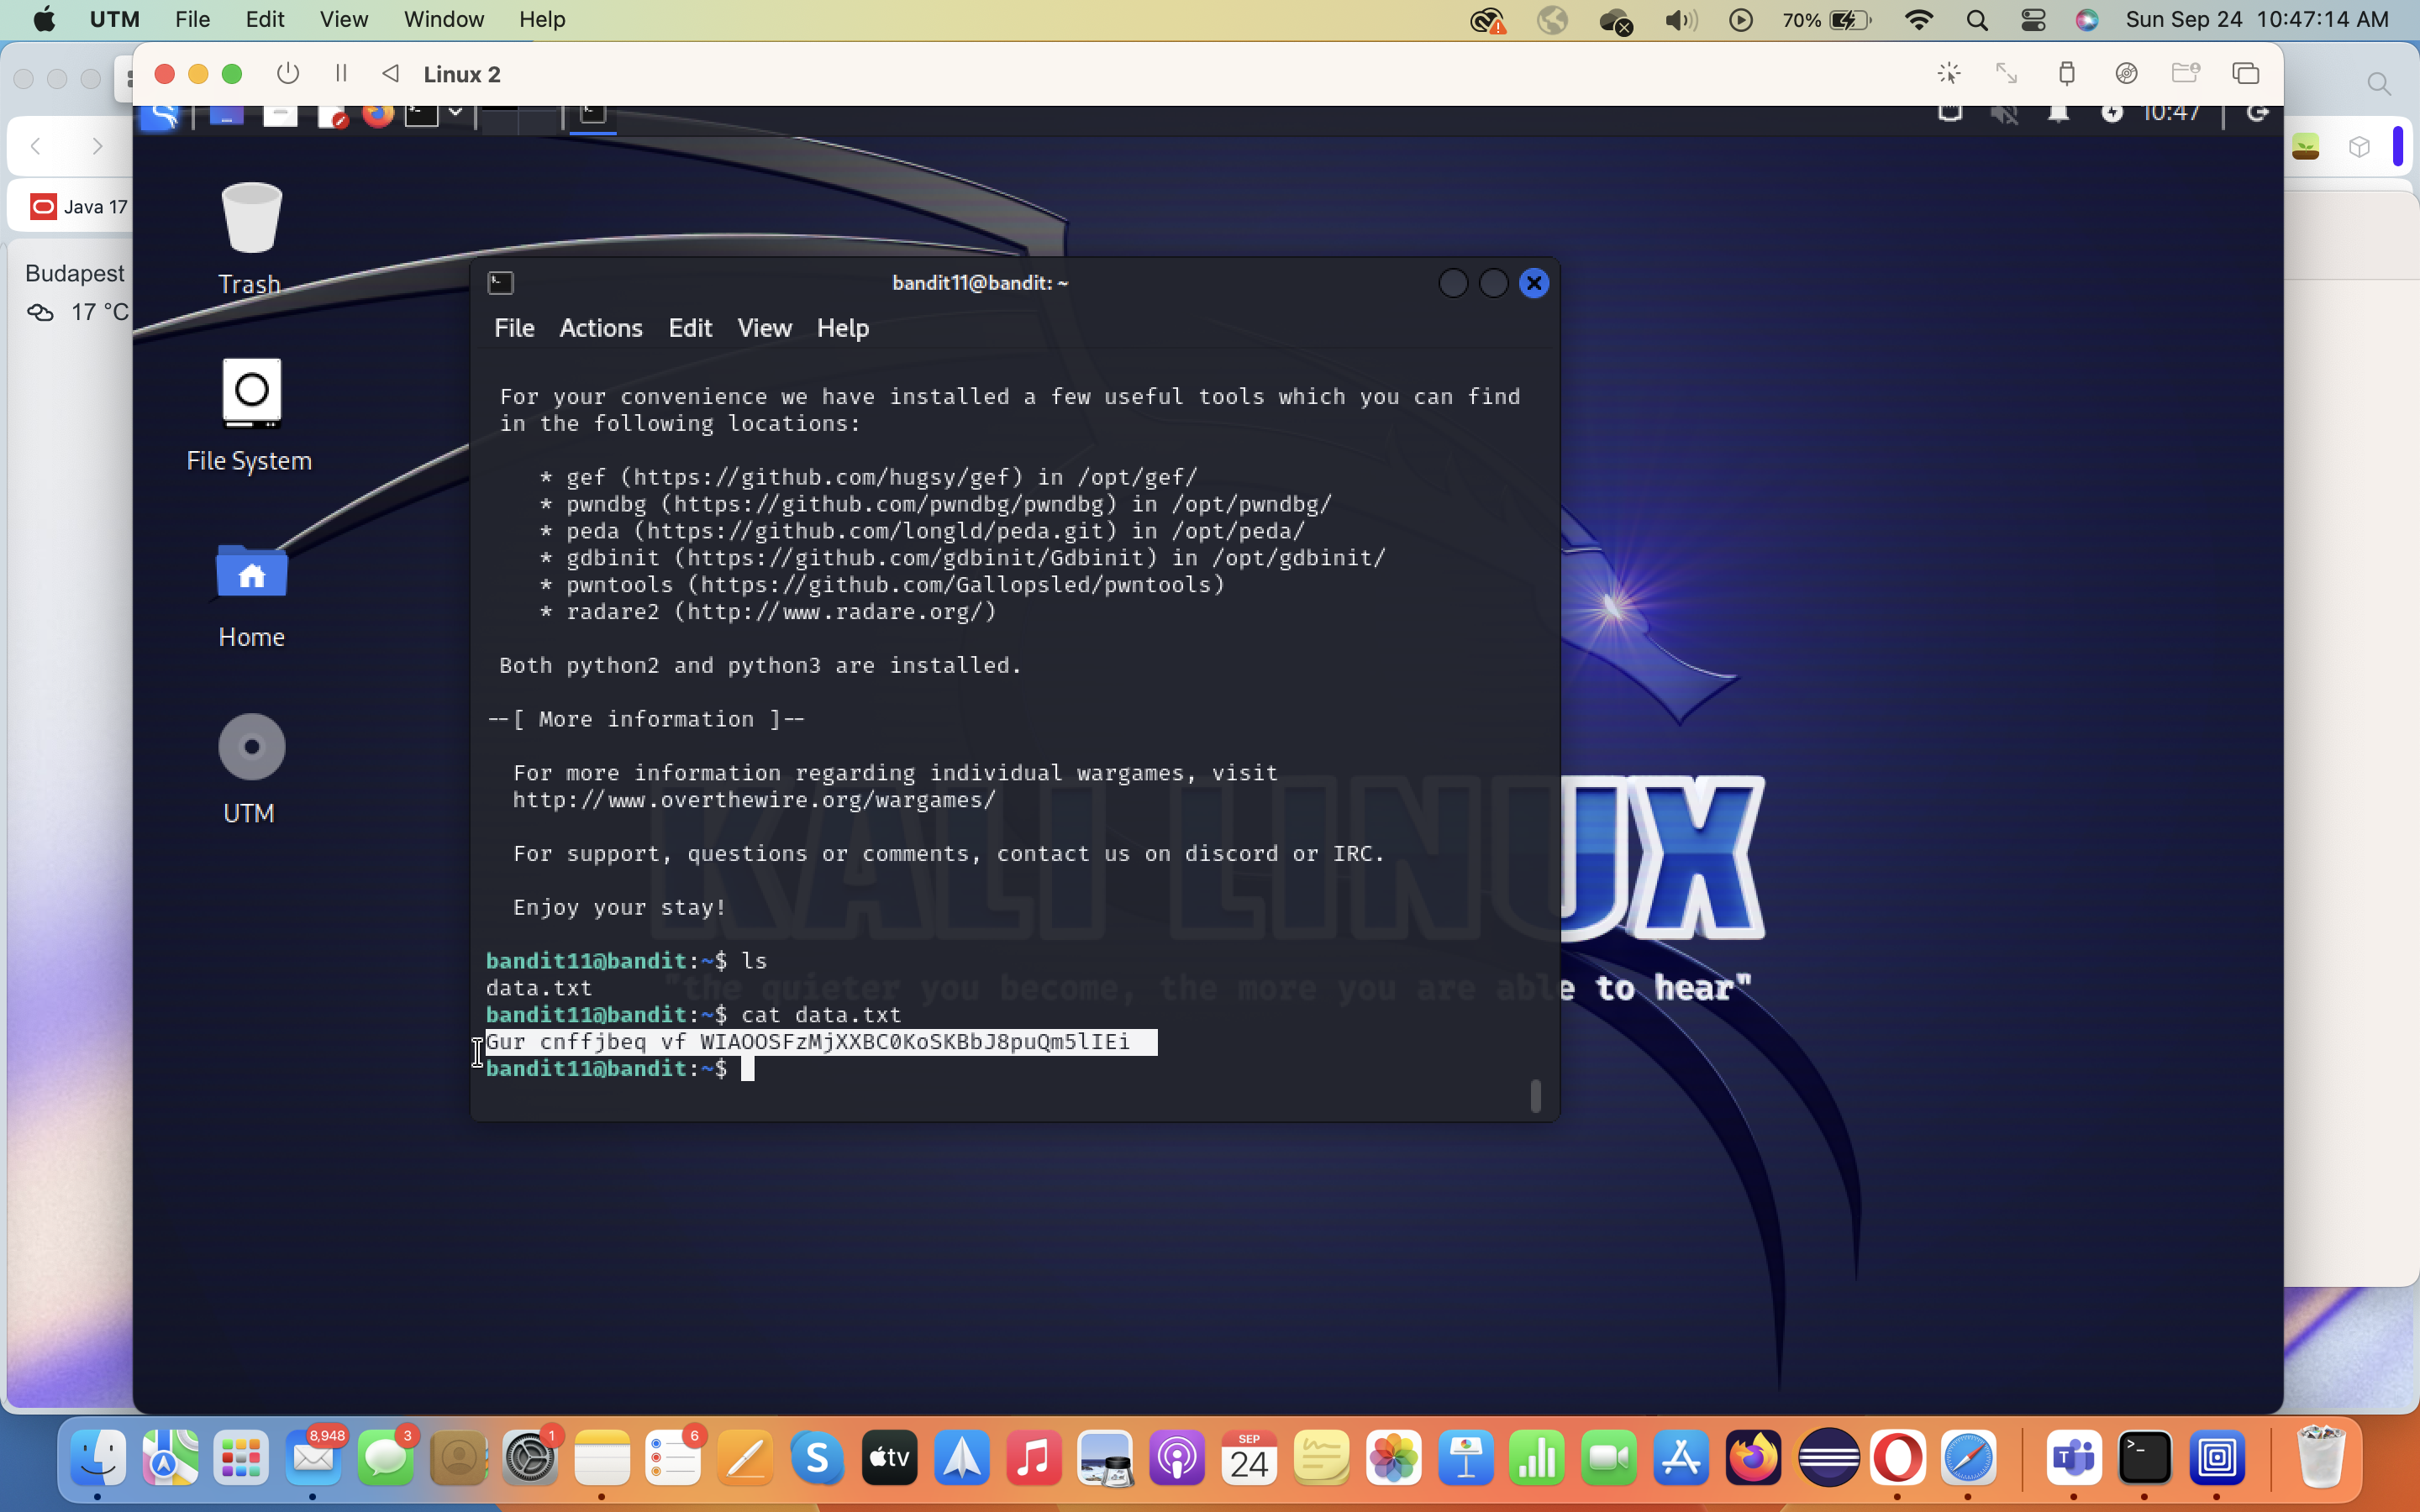 UTM File Edit View Window Help 70% Sun Sep 24 10:47:14 AM
Linux 2
10:47
Java 17
Budapest
17 °C
Trash
File System
Home
UTM
bandit11@bandit: ~
File Actions Edit View Help
For your convenience we have installed a few useful tools which you can find
in the following locations:
* gef (https://github.com/hugsy/gef) in /opt/gef/
* pwndbg (https://github.com/pwndbg/pwndbg) in /opt/pwndbg/
* peda (https://github.com/longld/peda.git) in /opt/peda/
* gdbinit (https://github.com/gdbinit/Gdbinit) in /opt/gdbinit/
* pwntools (https://github.com/Gallopsled/pwntools)
* radare2 (http://www.radare.org/)
Both python2 and python3 are installed.
--[ More information ]--
For more information regarding individual wargames, visit
http://www.overthewire.org/wargames/
For support, questions or comments, contact us on discord or IRC.
Enjoy your stay!
bandit11@bandit:~$ ls
data.txt
bandit11@bandit:~$ cat data.txt
Gur cnffjbeq vf WIAOOSFzMjXXBC0KoSKBbJ8puQm5lIEi
bandit11@bandit:~$
KALI LINUX
"the quieter you become, the more you are able to hear"
8,948 3 1 6 tv SEP 24